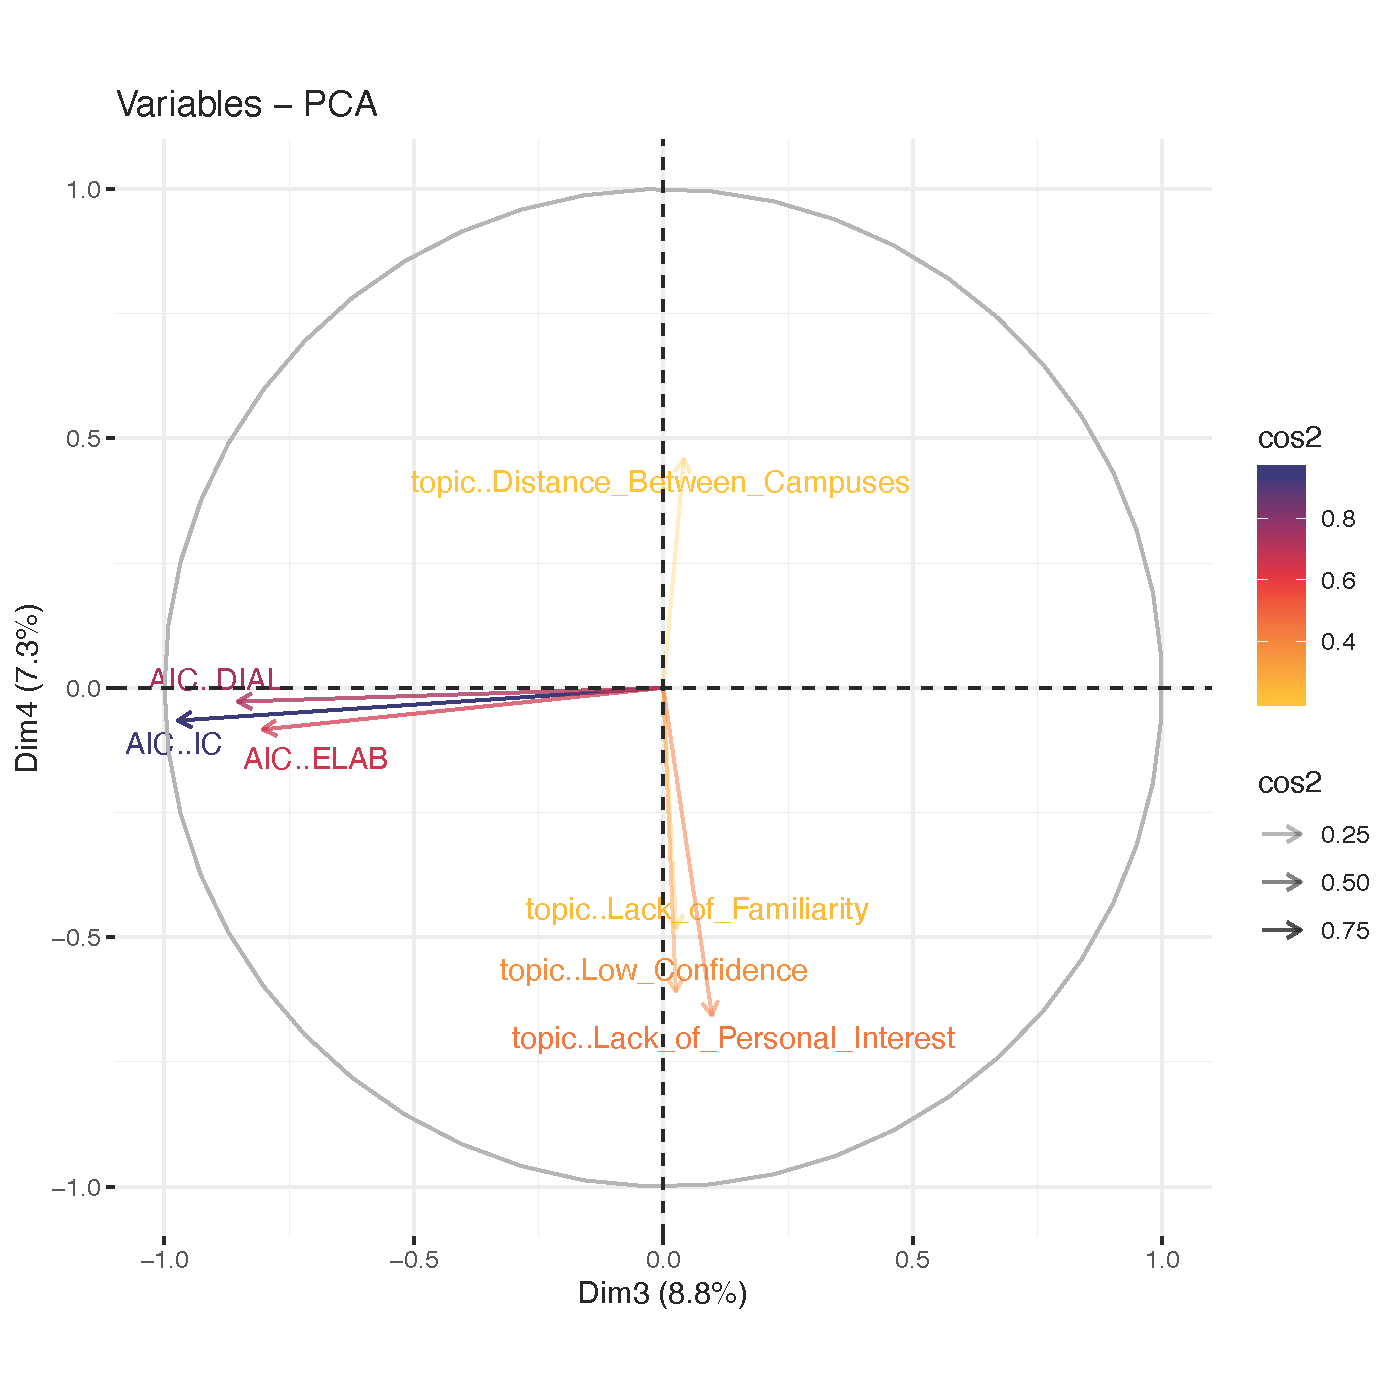 Variables − PCA
1.0
0.5
0.0
−0.5
−1.0
Dim4 (7.3%)
topic..Distance_Between_Campuses
AIC..DIAL
AIC..IC
AIC..ELAB
topic..Lack_of_Familiarity
topic..Low_Confidence
topic..Lack_of_Personal_Interest
−1.0
−0.5
0.0
0.5
1.0
Dim3 (8.8%)
cos2
0.8
0.6
0.4
cos2
0.25
0.50
0.75